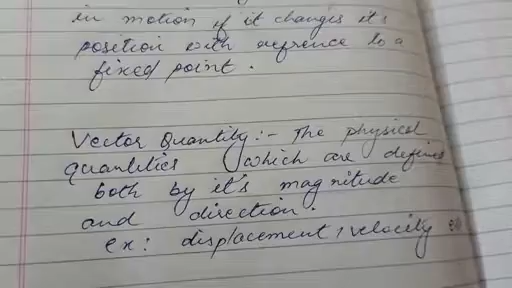 in motion if it changes it's
position with refrence to a
fixed point.
Vector Quantity:- The physical
quantities which are defined
both by it's magnitude
and direction.
ex: displacement, velocity